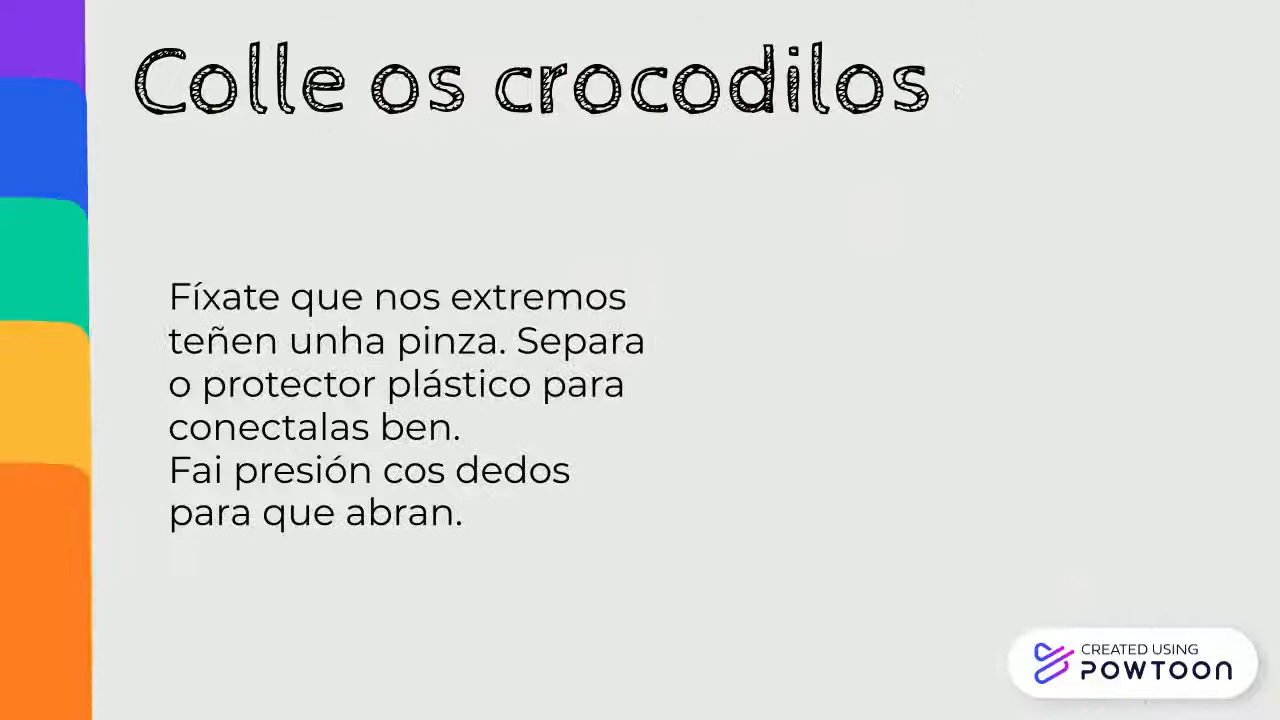 Colle os crocodilos
Fíxate que nos extremos
teñen unha pinza. Separa
o protector plástico para
conectalas ben.
Fai presión cos dedos
para que abran.
CREATED USING
POWTOON